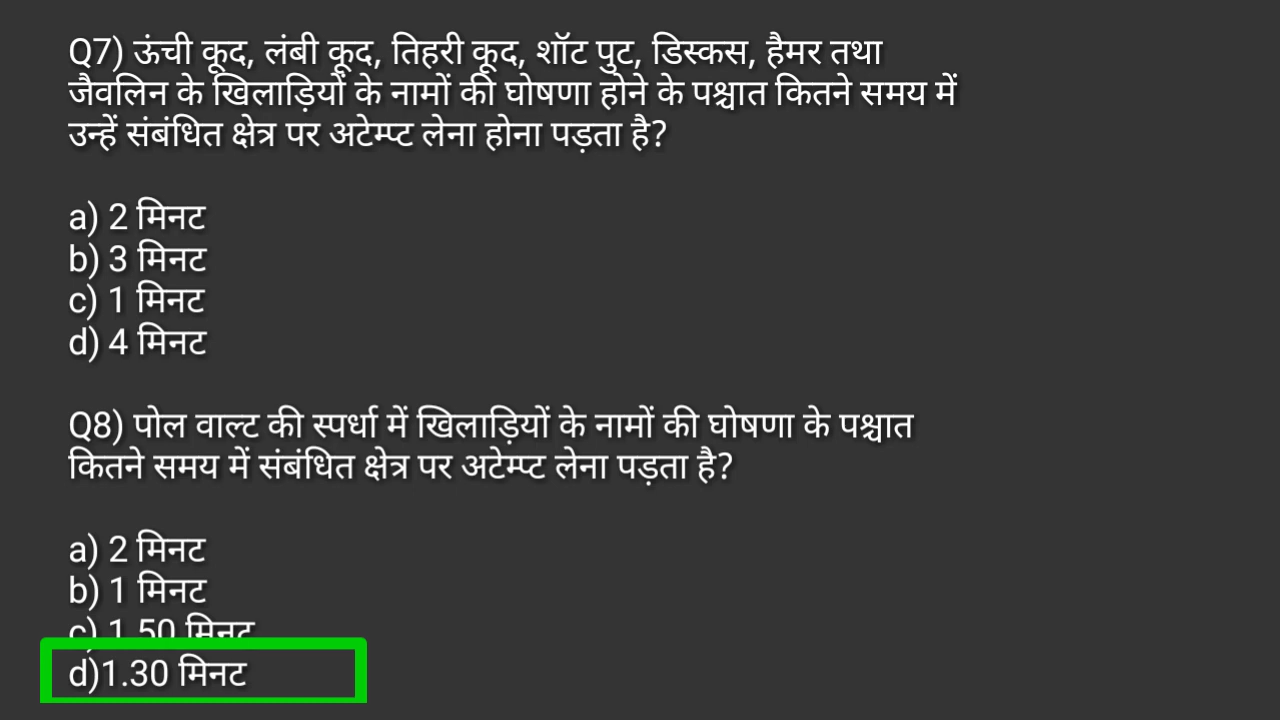 Q7) ऊंची कूद, लंबी कूद, तिहरी कूद, शॉट पुट, डिस्कस, हैमर तथा
जैवलिन के खिलाड़ियों के नामों की घोषणा होने के पश्चात कितने समय में
उन्हें संबंधित क्षेत्र पर अटेम्प्ट लेना होना पड़ता है?
a) 2 मिनट
b) 3 मिनट
c) 1 मिनट
d) 4 मिनट
Q8) पोल वाल्ट की स्पर्धा में खिलाड़ियों के नामों की घोषणा के पश्चात
कितने समय में संबंधित क्षेत्र पर अटेम्प्ट लेना पड़ता है?
a) 2 मिनट
b) 1 मिनट
c) 1.50 मिनट
d)1.30 मिनट